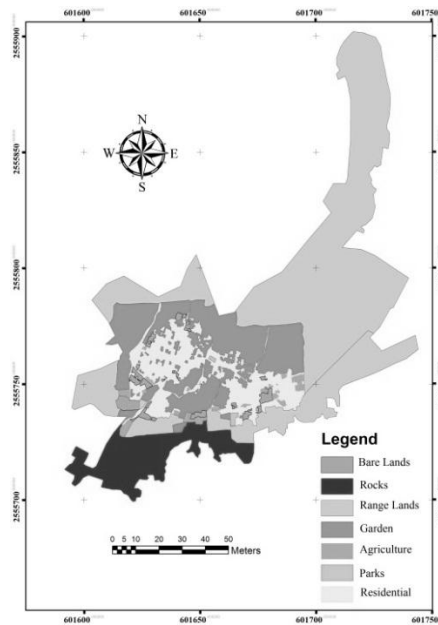 601600 601650 601700 601750
2555900
2555850
2555800
2555750
2555700
N
W E
S
Legend
Bare Lands
Rocks
Range Lands
Garden
Agriculture
Parks
Residential
0 5 10 20 30 40 50
Meters
601600 601650 601700 601750